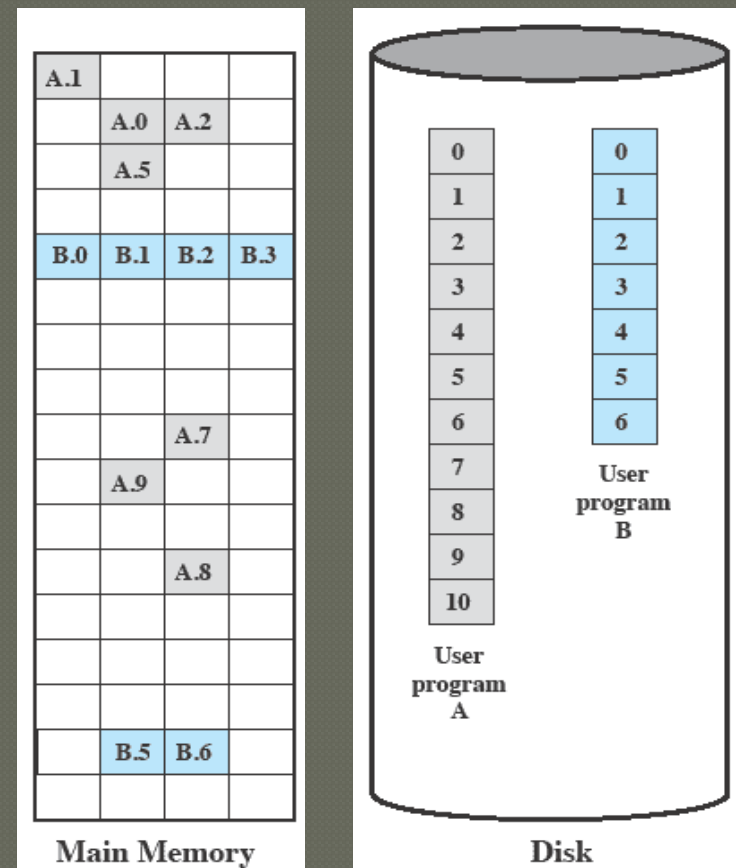 A.1
A.0 A.2
A.5
B.0 B.1 B.2 B.3
A.7
A.9
A.8
B.5 B.6
Main Memory
0
1
2
3
4
5
6
7
8
9
10
User
program
A
0
1
2
3
4
5
6
User
program
B
Disk